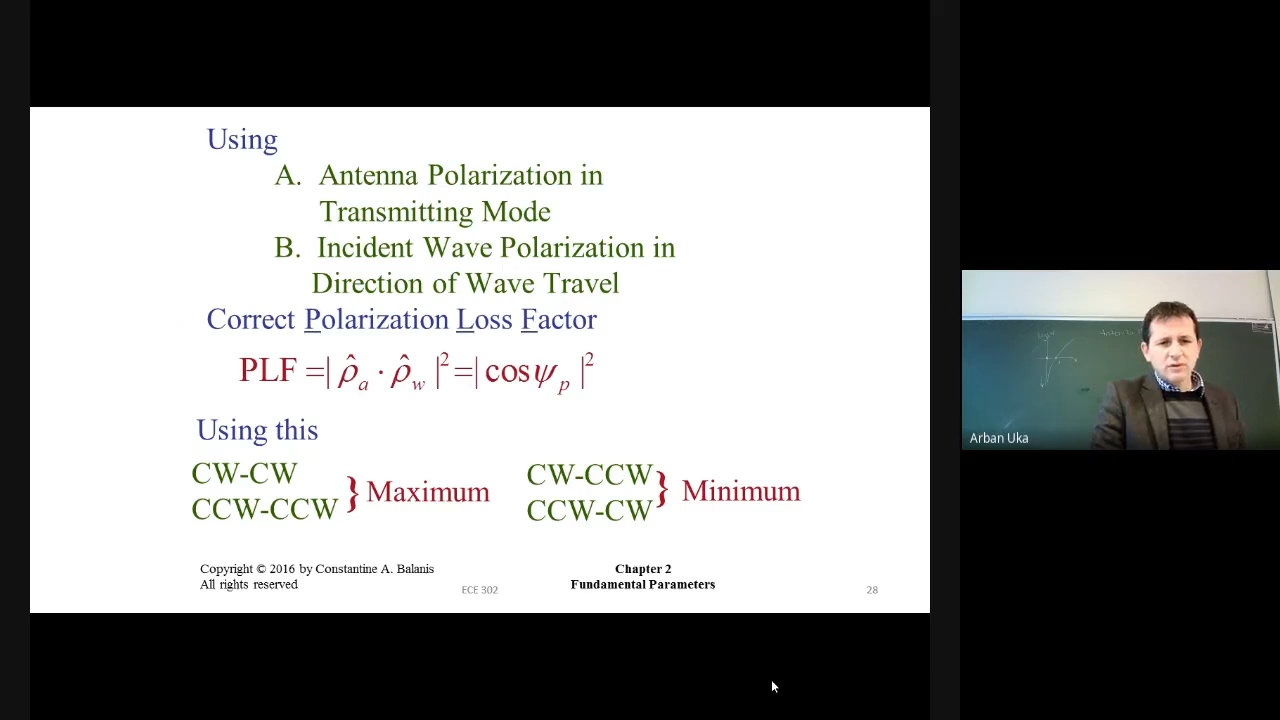 Using
A. Antenna Polarization in
Transmitting Mode
B. Incident Wave Polarization in
Direction of Wave Travel
Correct Polarization Loss Factor
PLF =| ρ̂a · ρ̂w |²=| cosψp |²
Using this
CW-CW
CCW-CCW
} Maximum
CW-CCW
CCW-CW
} Minimum
Copyright © 2016 by Constantine A. Balanis
All rights reserved
ECE 302
Chapter 2
Fundamental Parameters
28
Arban Uka